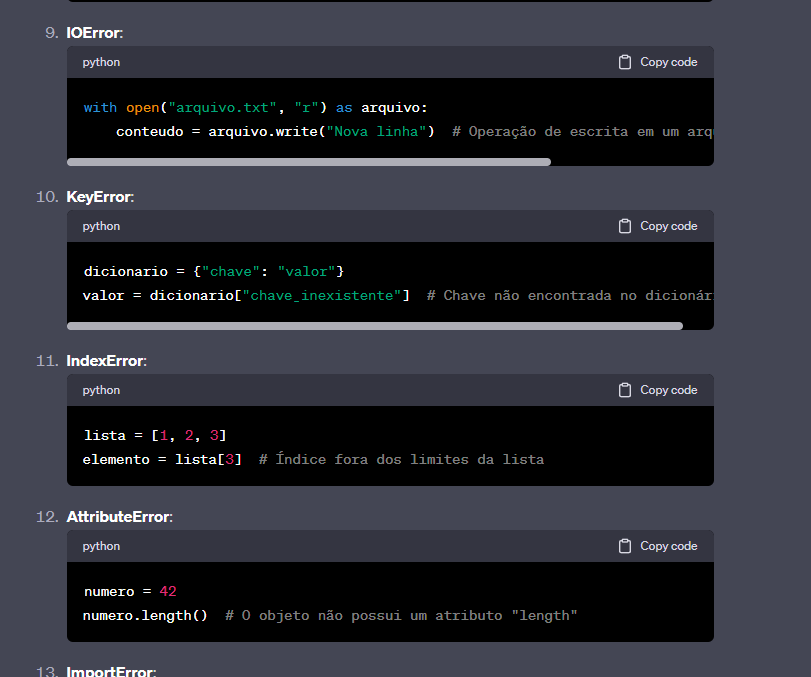 9. IOError:
python Copy code
with open("arquivo.txt", "r") as arquivo:
conteudo = arquivo.write("Nova linha") # Operação de escrita em um arq
10. KeyError:
python Copy code
dicionario = {"chave": "valor"}
valor = dicionario["chave_inexistente"] # Chave não encontrada no dicionár
11. IndexError:
python Copy code
lista = [1, 2, 3]
elemento = lista[3] # Índice fora dos limites da lista
12. AttributeError:
python Copy code
numero = 42
numero.length() # O objeto não possui um atributo "length"
13. ImportError: